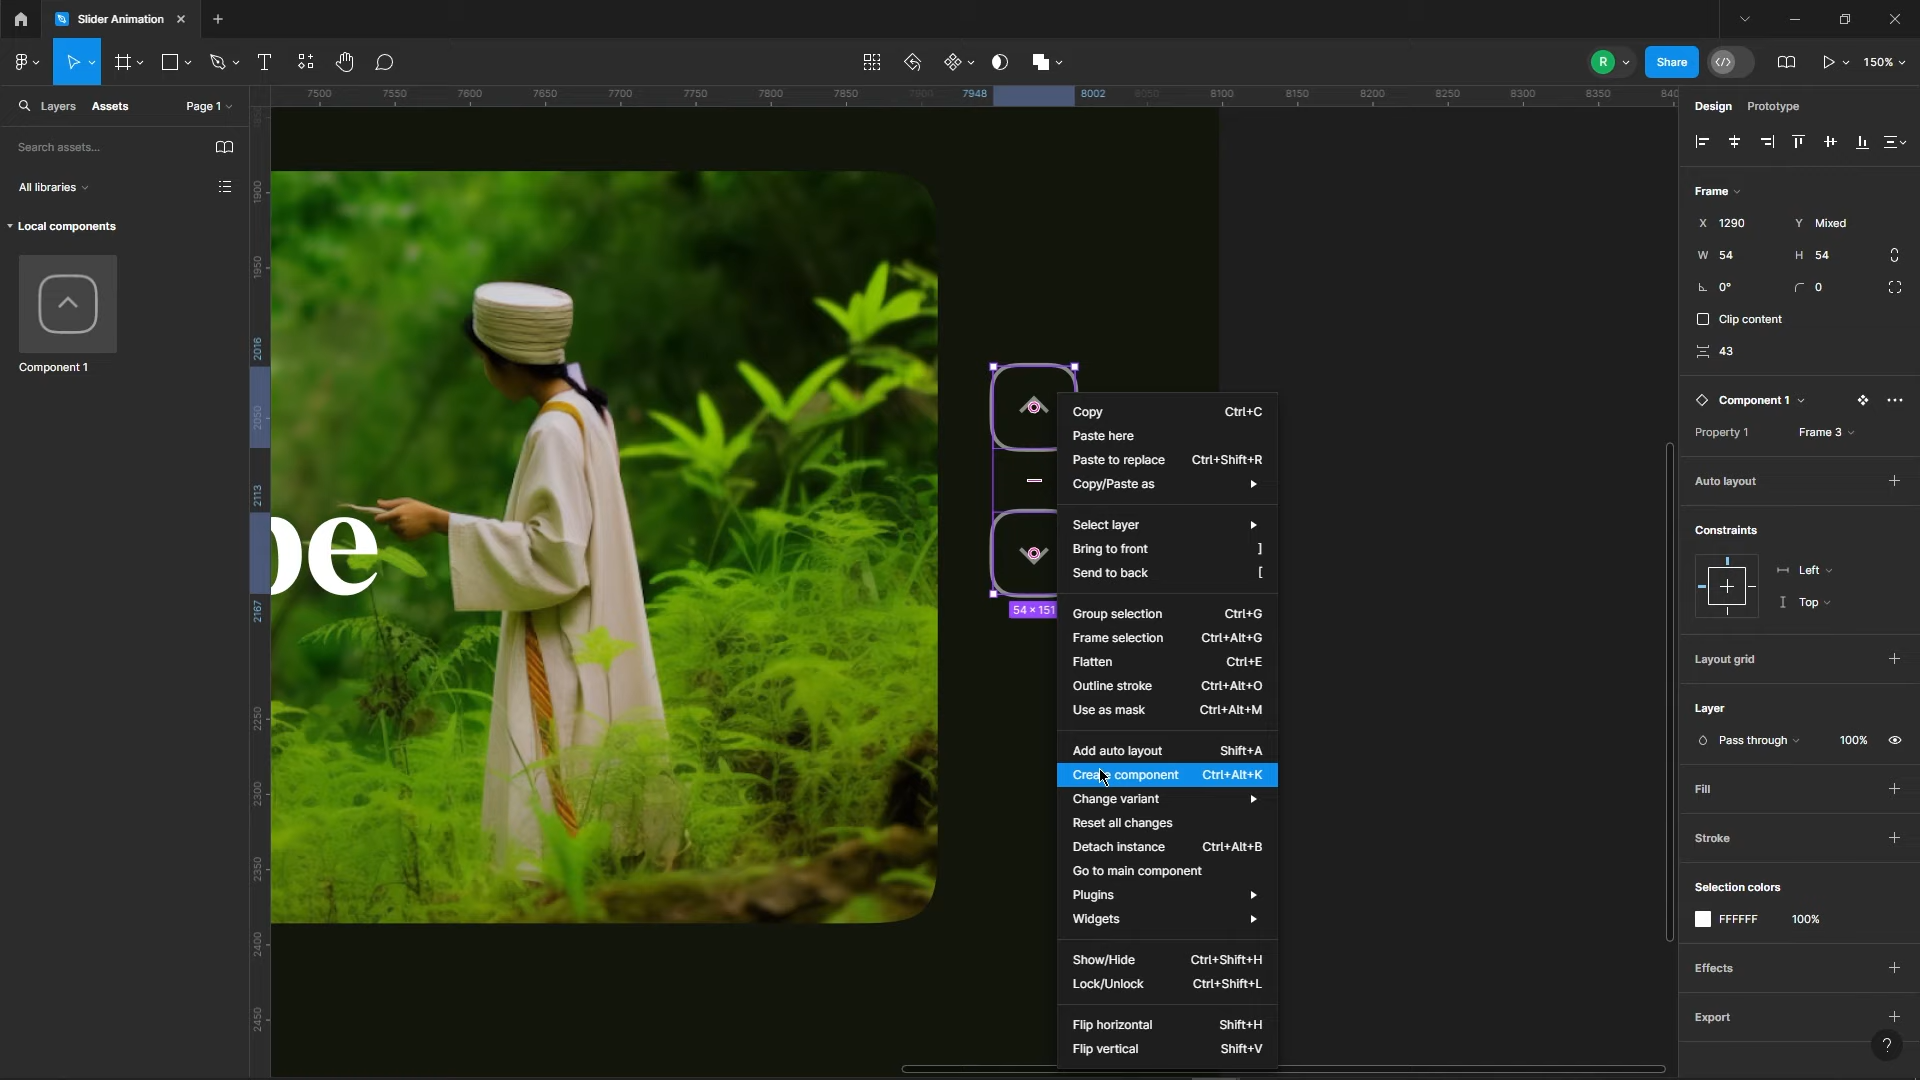 Slider Animation
R
Share
150%
Layers
Assets
Page 1
7500
7550
7600
7650
7700
7750
7800
7850
7900
7948
8002
8050
8100
8150
8200
8250
8300
8350
840
Design
Prototype
Search assets...
All libraries
Local components
Component 1
1900
1950
2016
2050
2113
2167
2250
2300
2350
2400
2450
be
54 × 151
Copy Ctrl+C
Paste here
Paste to replace Ctrl+Shift+R
Copy/Paste as
Select layer
Bring to front ]
Send to back [
Group selection Ctrl+G
Frame selection Ctrl+Alt+G
Flatten Ctrl+E
Outline stroke Ctrl+Alt+O
Use as mask Ctrl+Alt+M
Add auto layout Shift+A
Create component Ctrl+Alt+K
Change variant
Reset all changes
Detach instance Ctrl+Alt+B
Go to main component
Plugins
Widgets
Show/Hide Ctrl+Shift+H
Lock/Unlock Ctrl+Shift+L
Flip horizontal Shift+H
Flip vertical Shift+V
Frame
X 1290 Y Mixed
W 54 H 54
0° 0
Clip content
43
Component 1
Property 1 Frame 3
Auto layout
Constraints
Left
Top
Layout grid
Layer
Pass through 100%
Fill
Stroke
Selection colors
FFFFFF 100%
Effects
Export
?